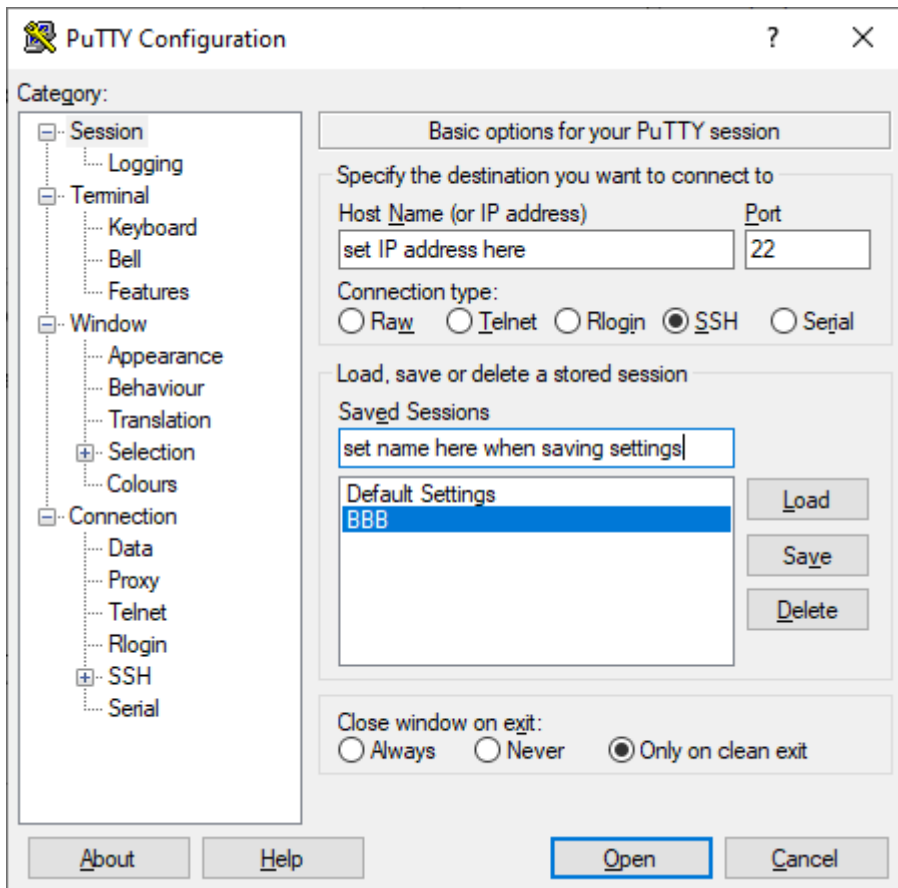 PuTTY Configuration
?
Category:
Session
Logging
Terminal
Keyboard
Bell
Features
Window
Appearance
Behaviour
Translation
Selection
Colours
Connection
Data
Proxy
Telnet
Rlogin
SSH
Serial
Basic options for your PuTTY session
Specify the destination you want to connect to
Host Name (or IP address) Port
set IP address here 22
Connection type:
Raw Telnet Rlogin SSH Serial
Load, save or delete a stored session
Saved Sessions
set name here when saving settings
Default Settings
BBB
Load
Save
Delete
Close window on exit:
Always Never Only on clean exit
About Help Open Cancel